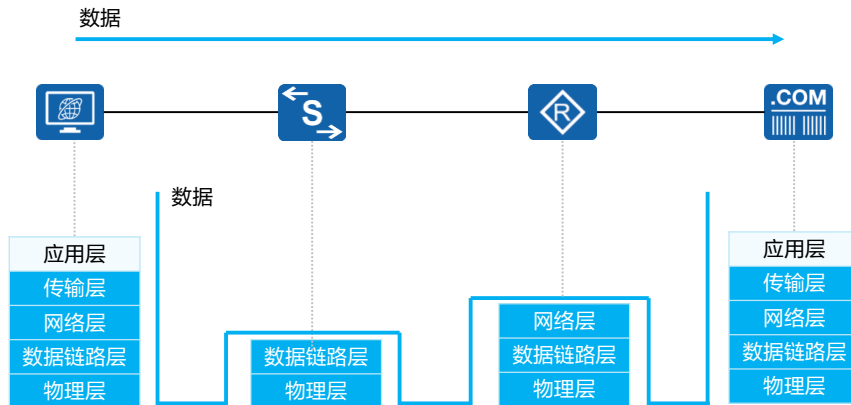 数据
S
R
.COM
数据
应用层
传输层
网络层
数据链路层
物理层
数据链路层
物理层
网络层
数据链路层
物理层
应用层
传输层
网络层
数据链路层
物理层